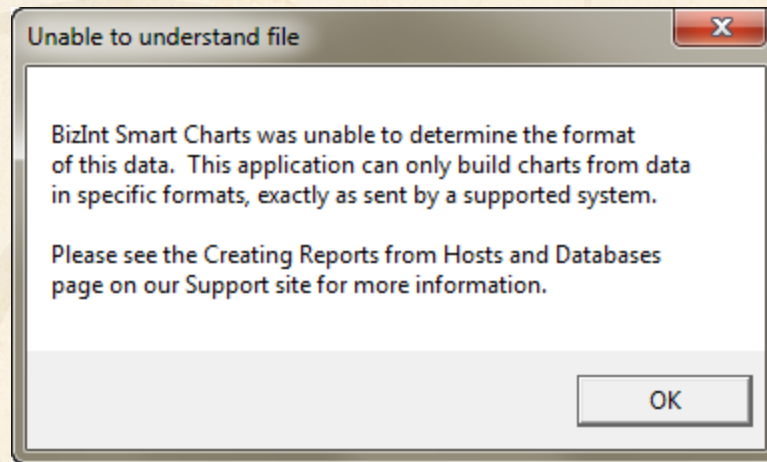 Unable to understand file
BizInt Smart Charts was unable to determine the format
of this data.  This application can only build charts from data
in specific formats, exactly as sent by a supported system.
Please see the Creating Reports from Hosts and Databases
page on our Support site for more information.
OK